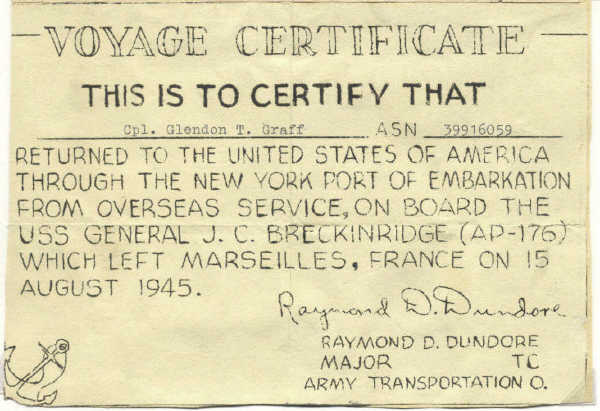 VOYAGE CERTIFICATE
THIS IS TO CERTIFY THAT
Cpl. Glendon T. Graff ASN 39916059
RETURNED TO THE UNITED STATES OF AMERICA
THROUGH THE NEW YORK PORT OF EMBARKATION
FROM OVERSEAS SERVICE, ON BOARD THE
USS GENERAL J. C. BRECKINRIDGE (AP-176)
WHICH LEFT MARSEILLES, FRANCE ON 15
AUGUST 1945.
Raymond D. Dundore
RAYMOND D. DUNDORE
MAJOR TC
ARMY TRANSPORTATION O.